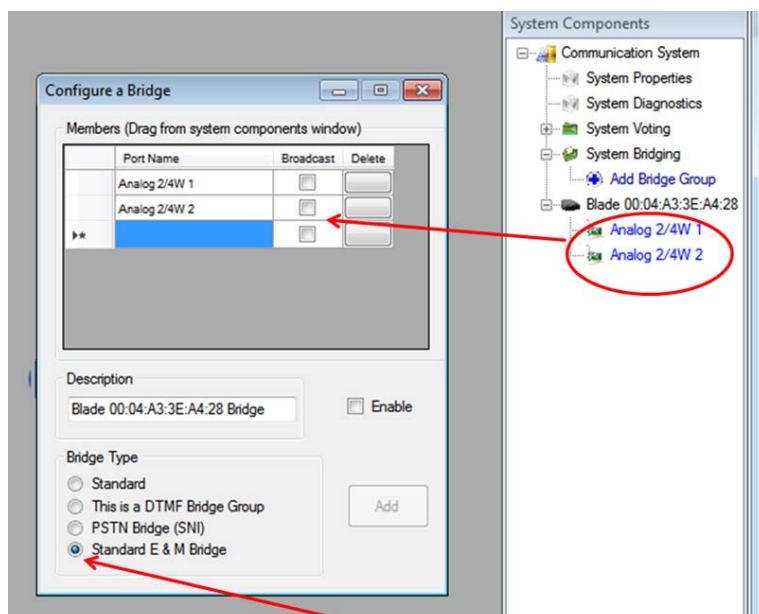 System Components
Communication System
System Properties
System Diagnostics
System Voting
System Bridging
Add Bridge Group
Blade 00:04:A3:3E:A4:28
Analog 2/4W 1
Analog 2/4W 2
Configure a Bridge
Members (Drag from system components window)
Port Name Broadcast Delete
Analog 2/4W 1
Analog 2/4W 2
Description
Blade 00:04:A3:3E:A4:28 Bridge
Enable
Bridge Type
Standard
This is a DTMF Bridge Group
PSTN Bridge (SNI)
Standard E & M Bridge
Add